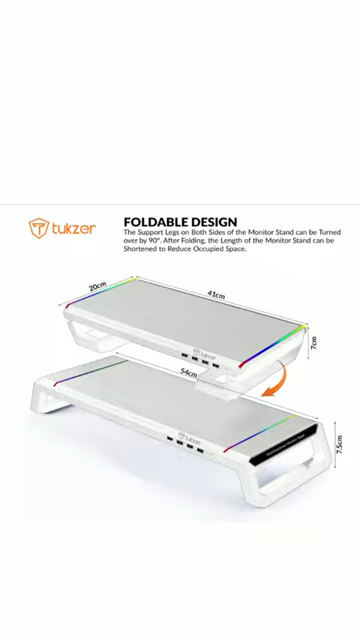 tukzer
FOLDABLE DESIGN
The Support Legs on Both Sides of the Monitor Stand can be Turned
over by 90°. After Folding, the Length of the Monitor Stand can be
Shortened to Reduce Occupied Space.
20cm
41cm
7cm
tukzer
54cm
7.5cm
tukzer